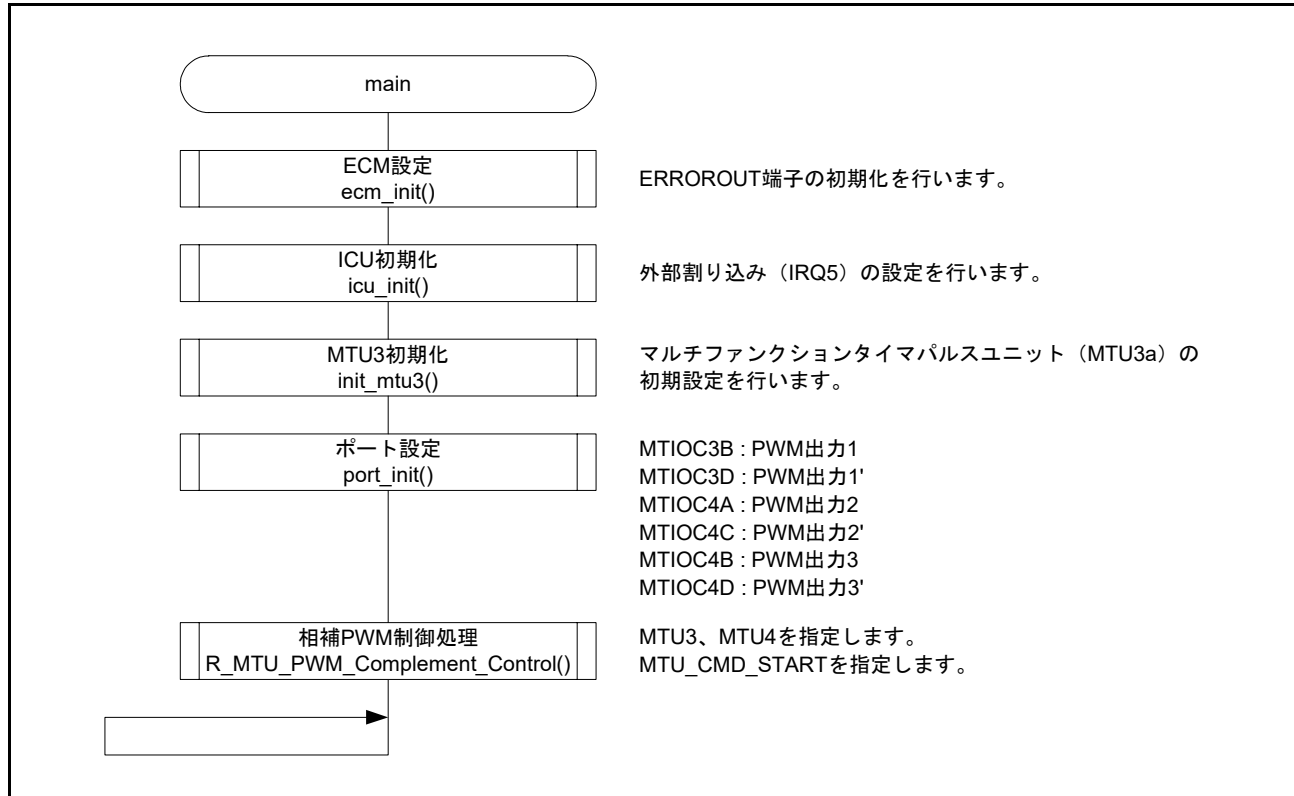 main
ECM設定
ecm_init()
ERROROUT端子の初期化を行います。
ICU初期化
icu_init()
外部割り込み（IRQ5）の設定を行います。
MTU3初期化
init_mtu3()
マルチファンクションタイマパルスユニット（MTU3a）の
初期設定を行います。
ポート設定
port_init()
MTIOC3B : PWM出力1
MTIOC3D : PWM出力1'
MTIOC4A : PWM出力2
MTIOC4C : PWM出力2'
MTIOC4B : PWM出力3
MTIOC4D : PWM出力3'
相補PWM制御処理
R_MTU_PWM_Complement_Control()
MTU3、MTU4を指定します。
MTU_CMD_STARTを指定します。